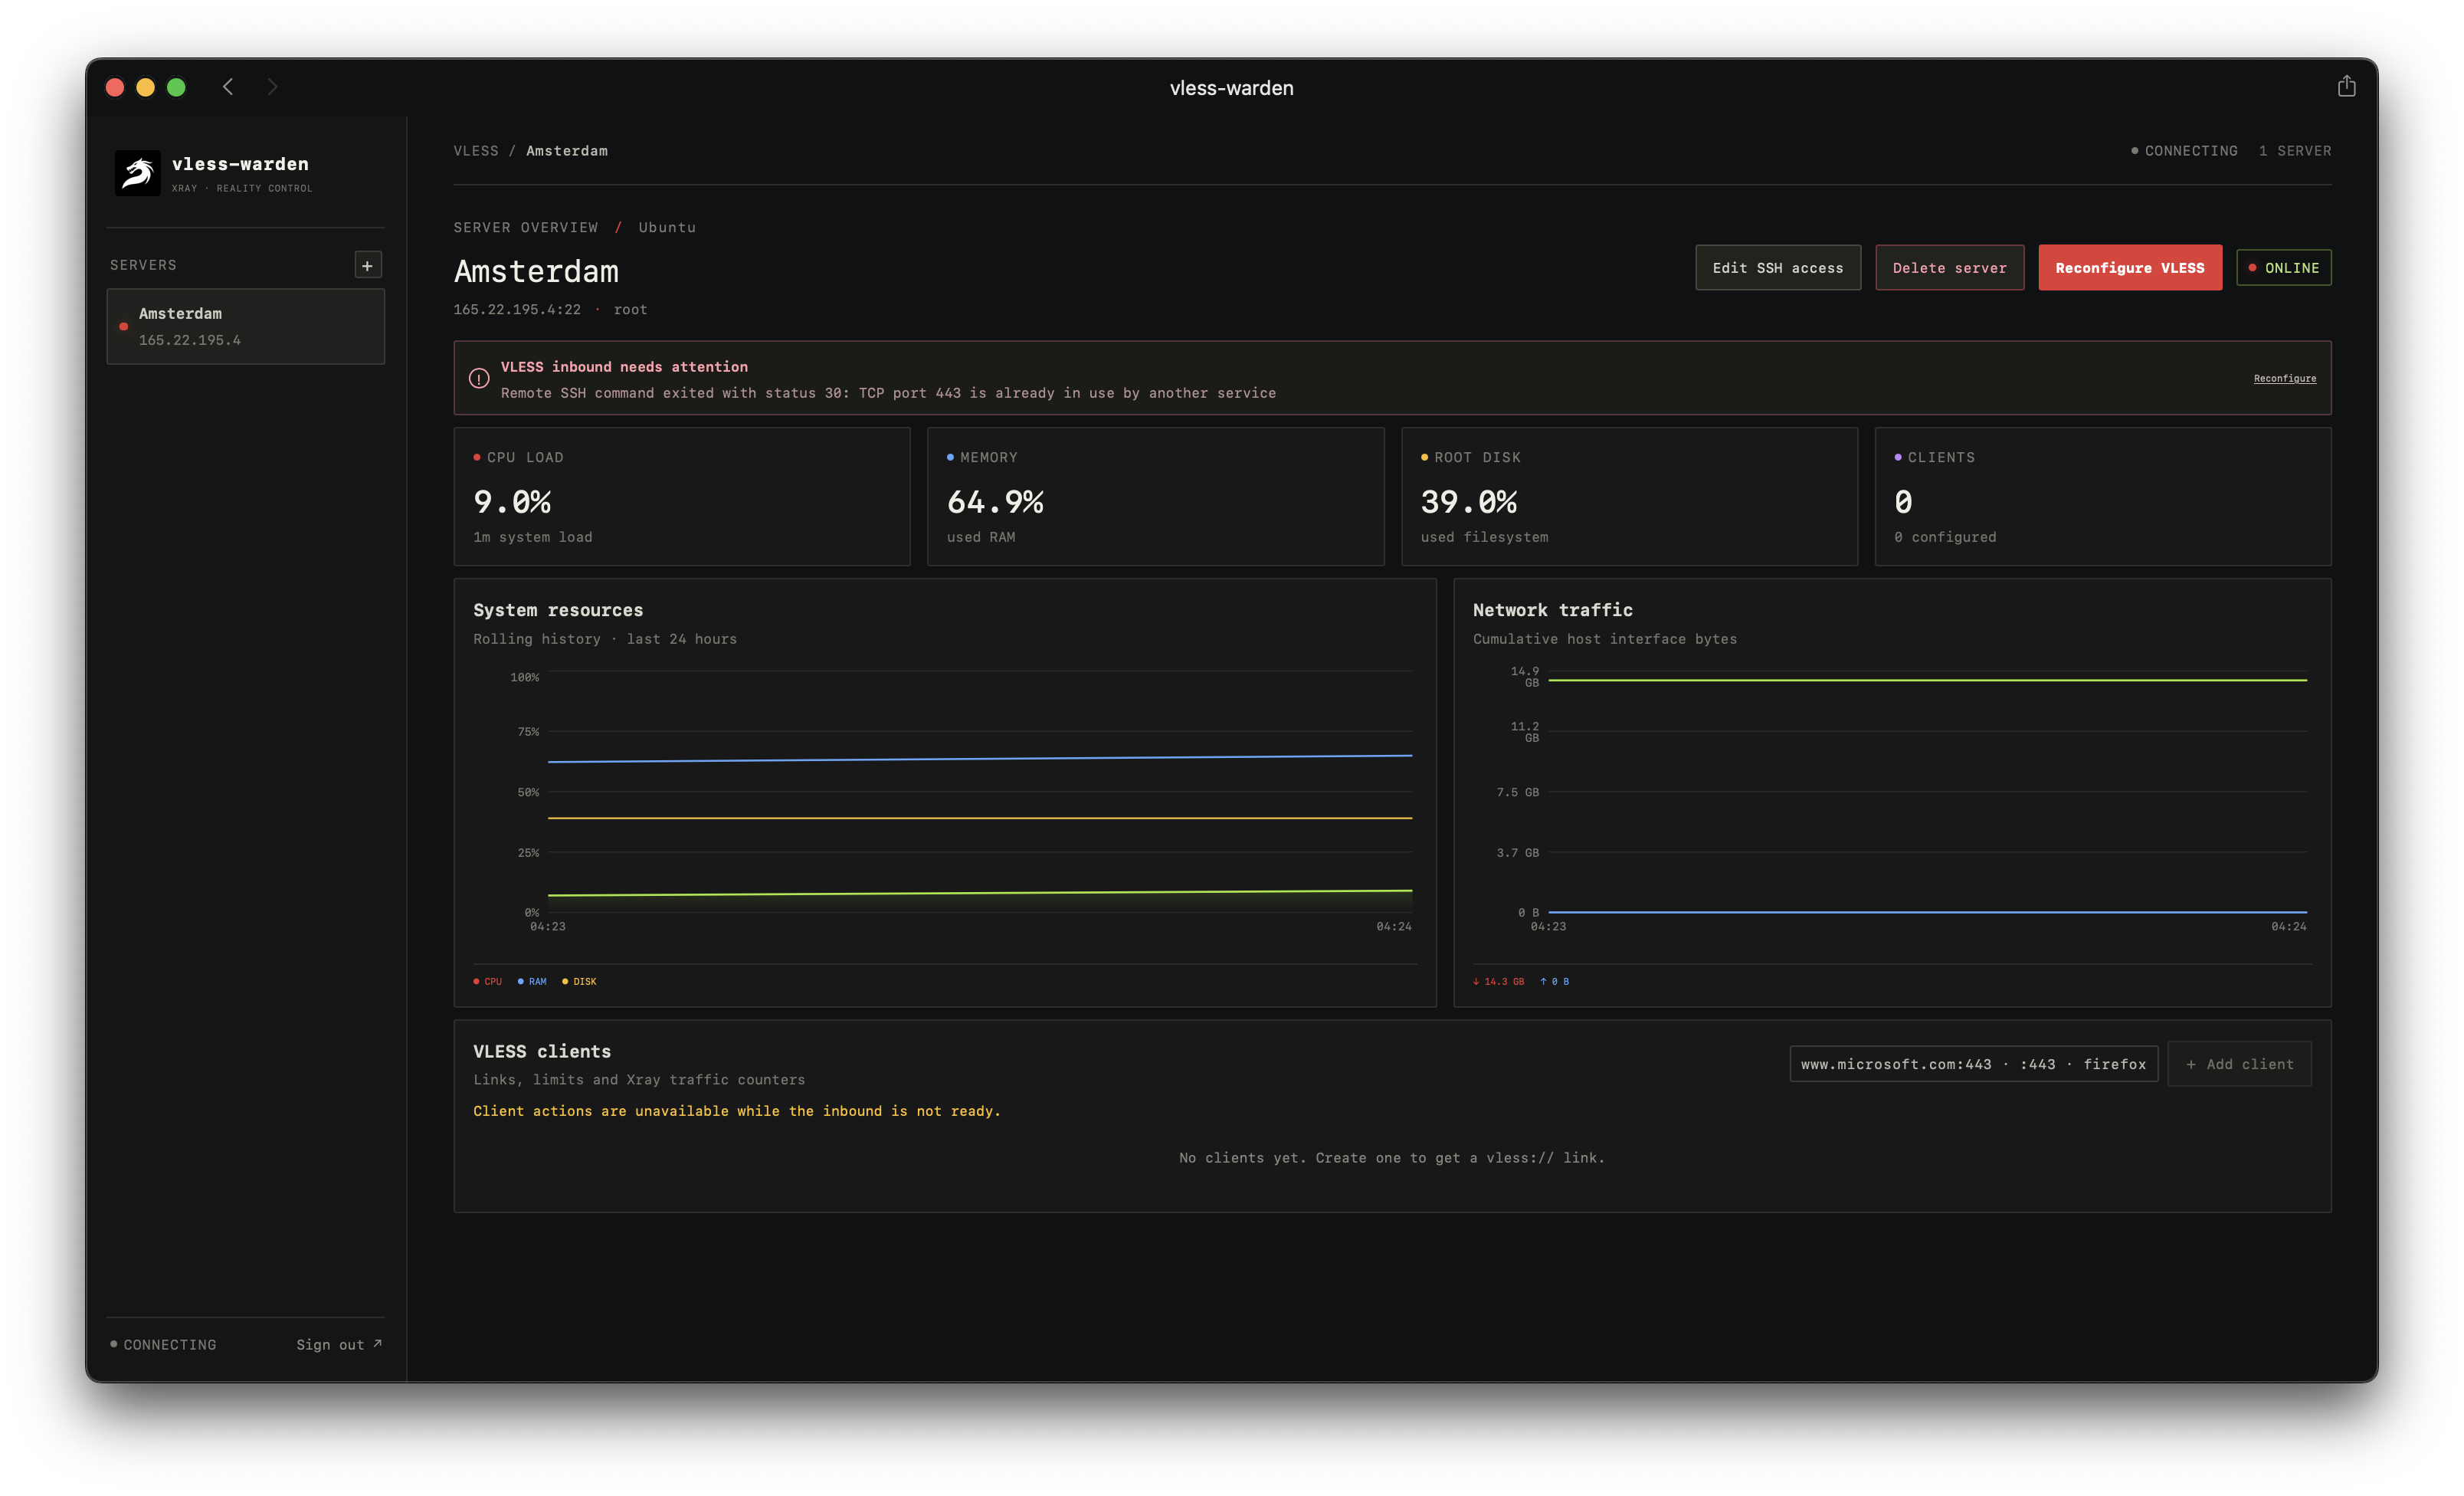 vless-warden
vless-warden
XRAY · REALITY CONTROL
SERVERS
+
Amsterdam
165.22.195.4
CONNECTING
Sign out ↗
VLESS / Amsterdam
CONNECTING 1 SERVER
SERVER OVERVIEW / Ubuntu
Amsterdam
165.22.195.4:22 · root
Edit SSH access
Delete server
Reconfigure VLESS
ONLINE
VLESS inbound needs attention
Remote SSH command exited with status 30: TCP port 443 is already in use by another service
Reconfigure
CPU LOAD
9.0%
1m system load
MEMORY
64.9%
used RAM
ROOT DISK
39.0%
used filesystem
CLIENTS
0
0 configured
System resources
Rolling history · last 24 hours
100%
75%
50%
25%
0%
04:23 04:24
CPU RAM DISK
Network traffic
Cumulative host interface bytes
14.9
GB
11.2
GB
7.5 GB
3.7 GB
0 B
04:23 04:24
↓ 14.3 GB ↑ 0 B
VLESS clients
Links, limits and Xray traffic counters
Client actions are unavailable while the inbound is not ready.
www.microsoft.com:443 · :443 · firefox
+ Add client
No clients yet. Create one to get a vless:// link.